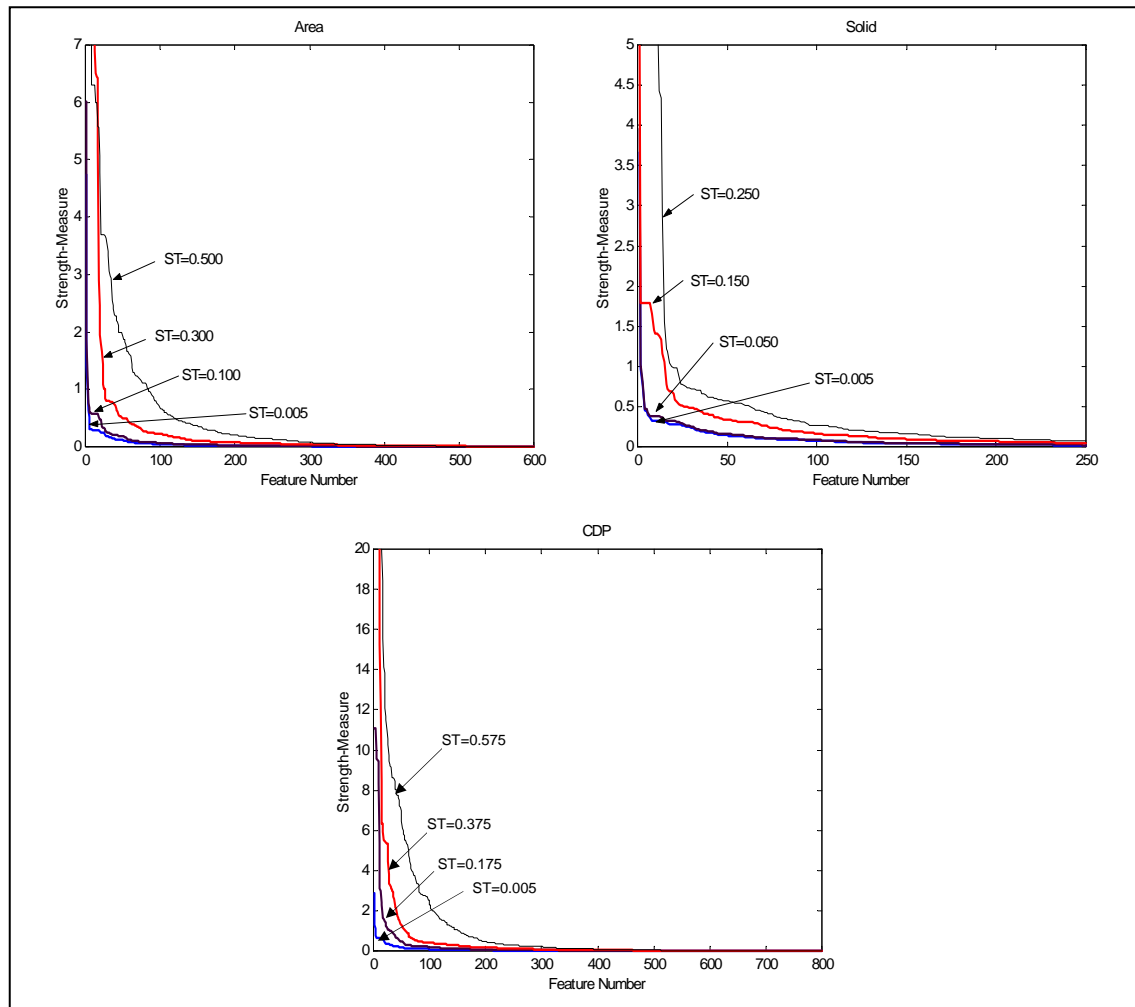 Area
7
6
5
4
3
2
1
0
Strength-Measure
ST=0.500
ST=0.300
ST=0.100
ST=0.005
0 100 200 300 400 500 600
Feature Number
Solid
5
4.5
4
3.5
3
2.5
2
1.5
1
0.5
0
Strength-Measure
ST=0.250
ST=0.150
ST=0.050
ST=0.005
0 50 100 150 200 250
Feature Number
CDP
20
18
16
14
12
10
8
6
4
2
0
Strength-Measure
ST=0.575
ST=0.375
ST=0.175
ST=0.005
0 100 200 300 400 500 600 700 800
Feature Number